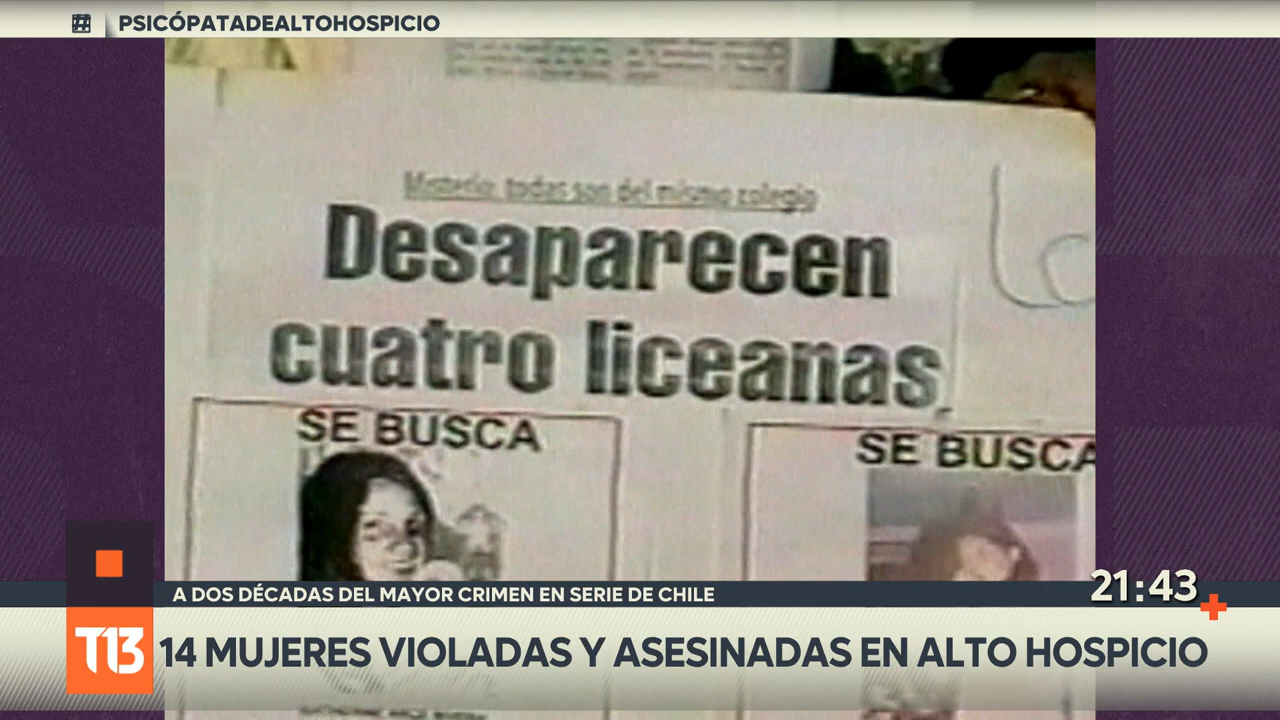 # PSICÓPATADEALTOHOSPICIO
Misterio: todas son del mismo colegio
Desaparecen
cuatro liceanas
SE BUSCA
SE BUSCA
A DOS DÉCADAS DEL MAYOR CRIMEN EN SERIE DE CHILE
21:43
T13
14 MUJERES VIOLADAS Y ASESINADAS EN ALTO HOSPICIO